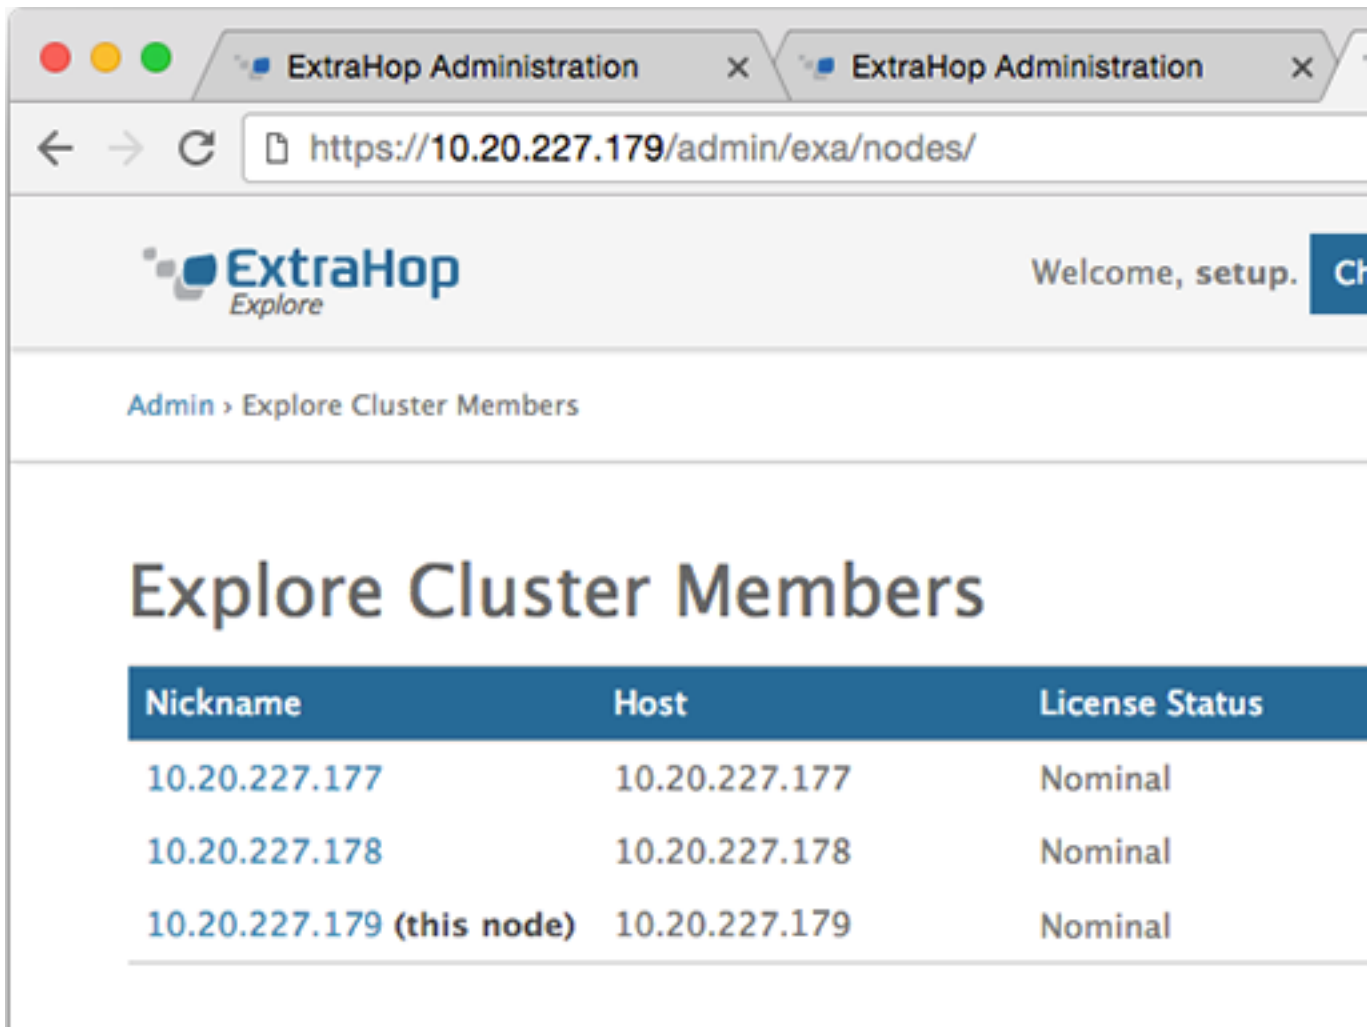 ExtraHop Administration ExtraHop Administration
https://10.20.227.179/admin/exa/nodes/
ExtraHop
Explore
Welcome, setup.
Admin › Explore Cluster Members
Explore Cluster Members
Nickname Host License Status
10.20.227.177 10.20.227.177 Nominal
10.20.227.178 10.20.227.178 Nominal
10.20.227.179 (this node) 10.20.227.179 Nominal